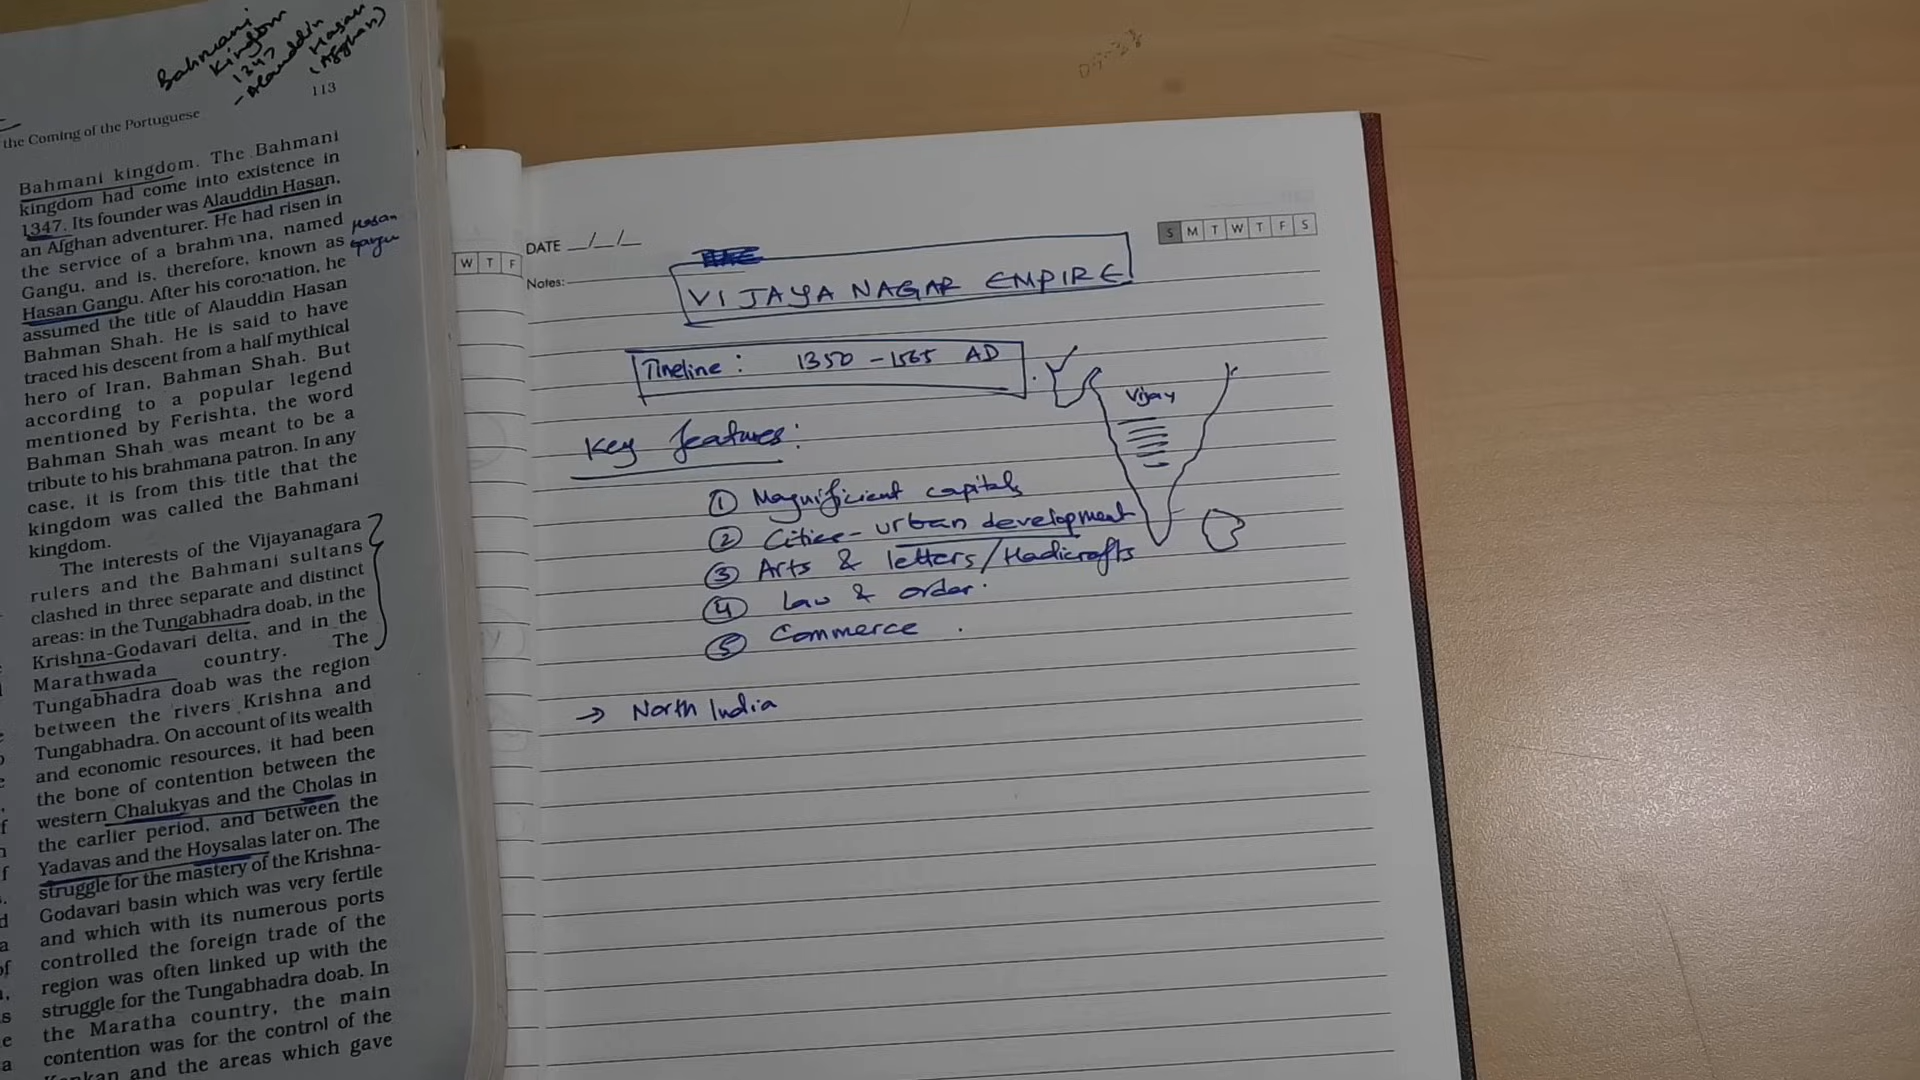 Bahmani
Kingdom
1347
- Alauddin
Hasan
(Afghan)
113
the Coming of the Portuguese
Bahmani kingdom. The Bahmani
kingdom had come into existence in
1347. Its founder was Alauddin Hasan,
an Afghan adventurer. He had risen in
the service of a brahmana, named
Gangu, and is, therefore, known as
Hasan Gangu. After his coronation, he
assumed the title of Alauddin Hasan
Bahman Shah. He is said to have
traced his descent from a half mythical
hero of Iran, Bahman Shah. But
according to a popular legend
mentioned by Ferishta, the word
Bahman Shah was meant to be a
tribute to his brahmana patron. In any
case, it is from this title that the
kingdom was called the Bahmani
kingdom.
Hasan
Gangu
The interests of the Vijayanagara
rulers and the Bahmani sultans
clashed in three separate and distinct
areas: in the Tungabhadra doab, in the
Krishna-Godavari delta, and in the
Marathwada country. The
Tungabhadra doab was the region
between the rivers Krishna and
Tungabhadra. On account of its wealth
and economic resources, it had been
the bone of contention between the
western Chalukyas and the Cholas in
the earlier period, and between the
Yadavas and the Hoysalas later on. The
struggle for the mastery of the Krishna-
Godavari basin which was very fertile
and which with its numerous ports
controlled the foreign trade of the
region was often linked up with the
struggle for the Tungabhadra doab. In
the Maratha country, the main
contention was for the control of the
Konkan and the areas which gave
W T F
DATE __/__/__
S M T W T F S
Notes:
VIJAYANAGAR EMPIRE
Timeline : 1350 - 1565 AD
Vijay
Key features:
① Magnificient capitals
② Cities - urban development
③ Arts & letters/Hadicrafts
④ Law & order.
⑤ Commerce .
→ North India